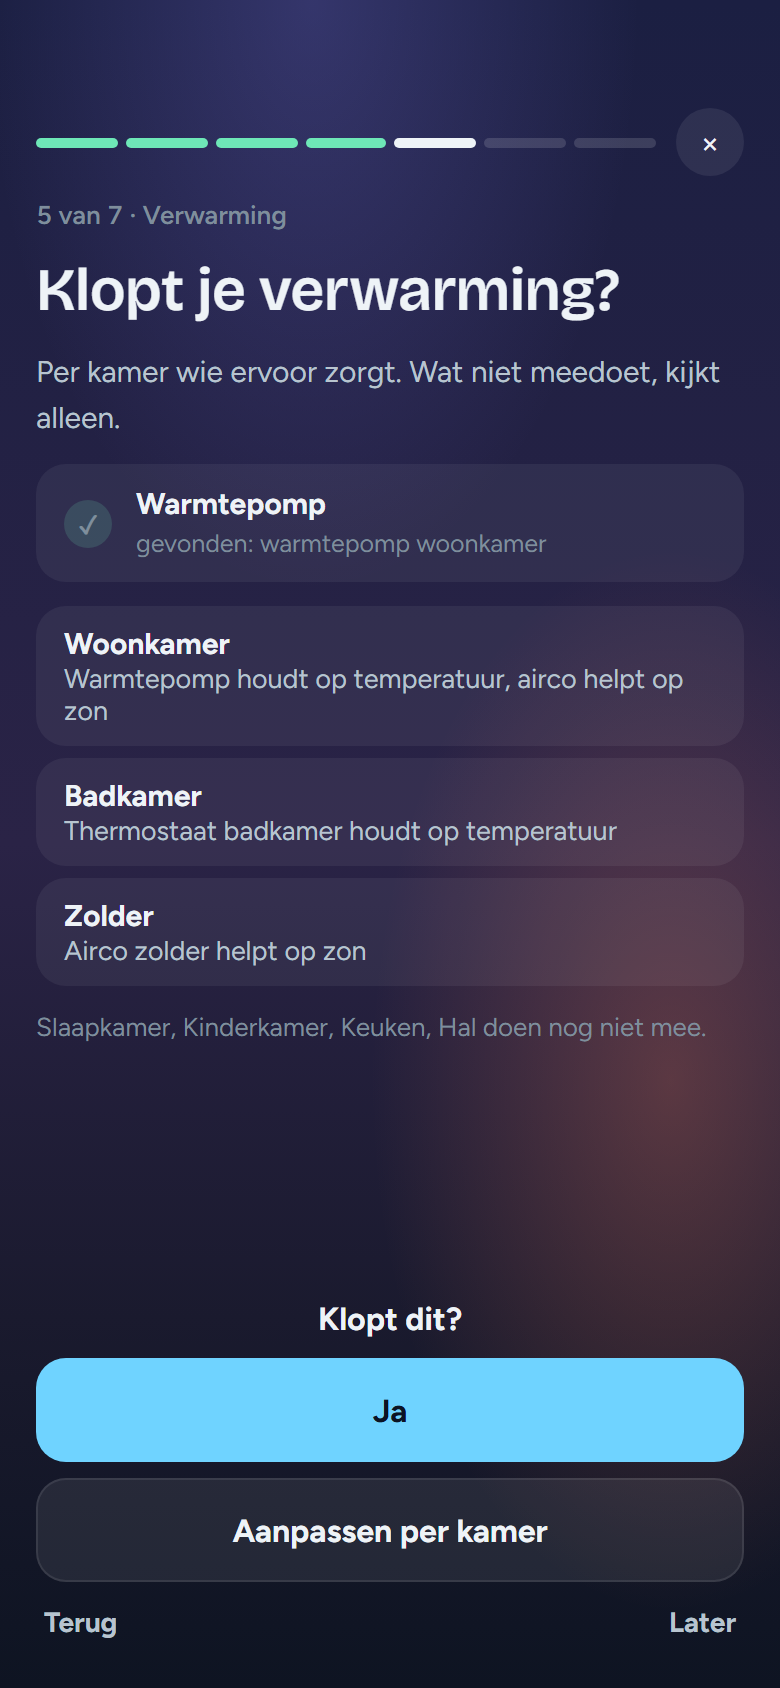 ×
5 van 7 · Verwarming
Klopt je verwarming?
Per kamer wie ervoor zorgt. Wat niet meedoet, kijkt
alleen.
✓
Warmtepomp
gevonden: warmtepomp woonkamer
Woonkamer
Warmtepomp houdt op temperatuur, airco helpt op
zon
Badkamer
Thermostaat badkamer houdt op temperatuur
Zolder
Airco zolder helpt op zon
Slaapkamer, Kinderkamer, Keuken, Hal doen nog niet mee.
Klopt dit?
Ja
Aanpassen per kamer
Terug
Later